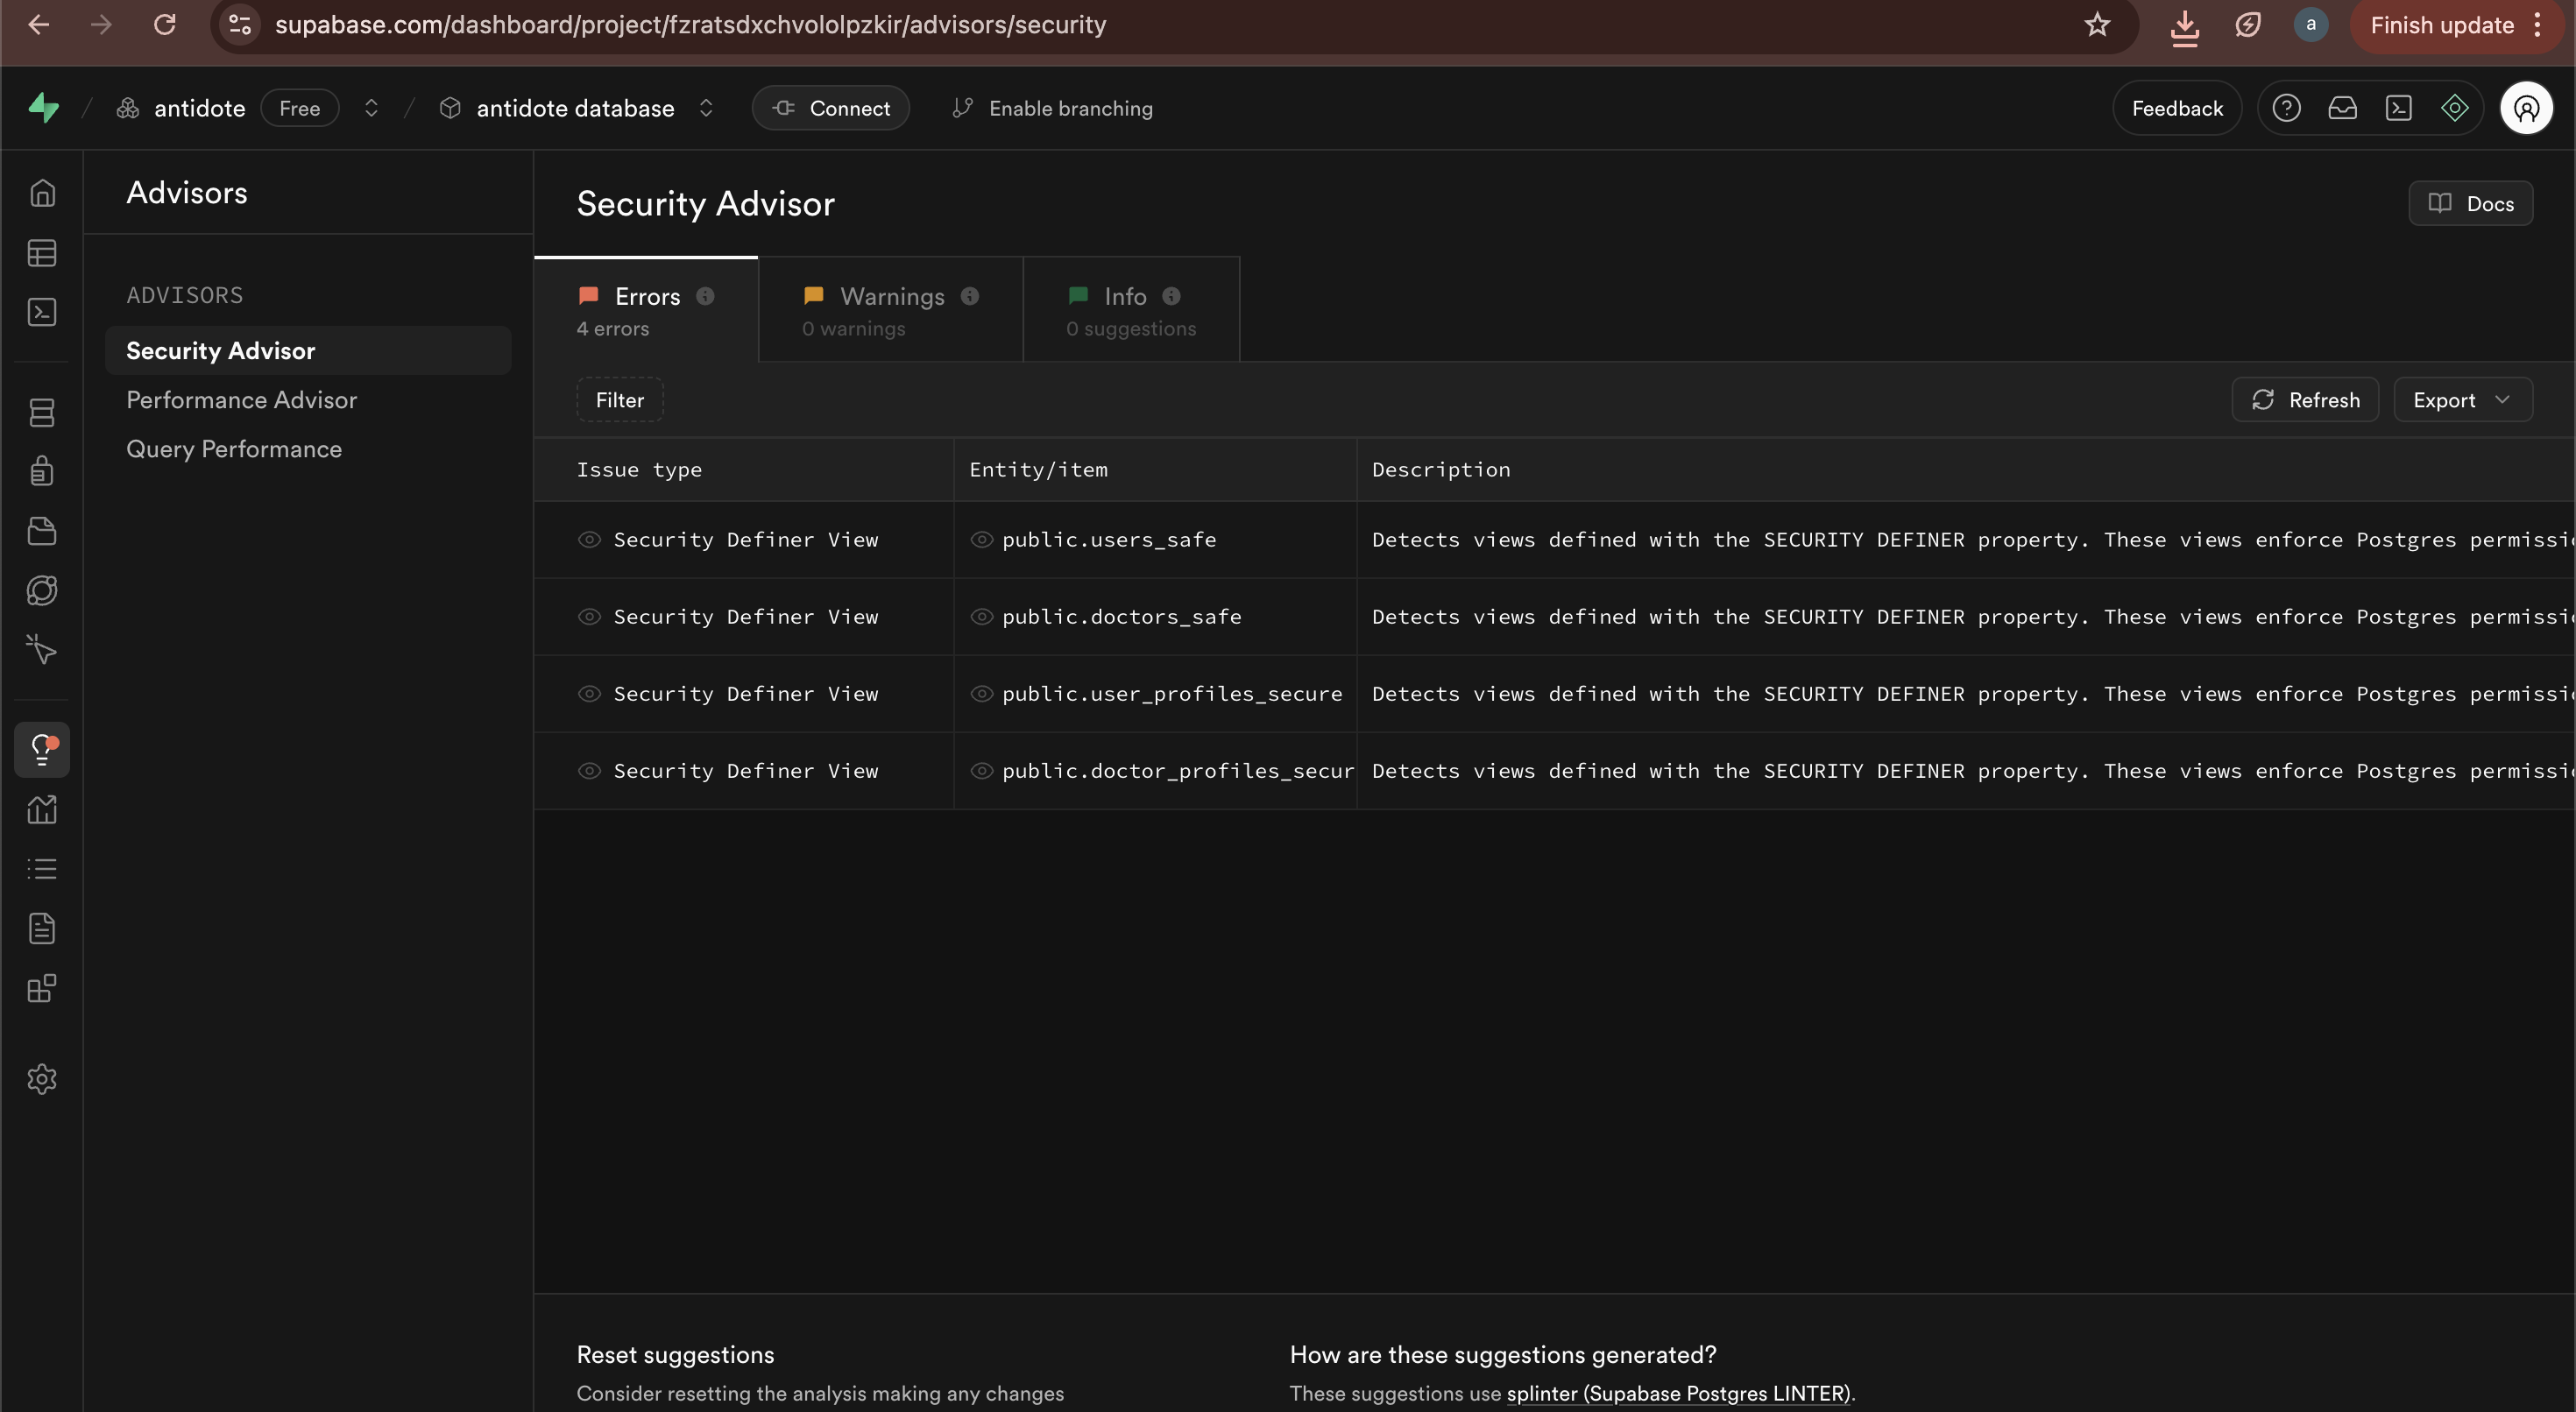 supabase.com/dashboard/project/fzratsdxchvololpzkir/advisors/security
a
Finish update
antidote
Free
antidote database
Connect
Enable branching
Feedback
Advisors
ADVISORS
Security Advisor
Performance Advisor
Query Performance
Security Advisor
Docs
Errors
4 errors
Warnings
0 warnings
Info
0 suggestions
Filter
Refresh
Export
Issue type Entity/item Description
Security Definer View public.users_safe Detects views defined with the SECURITY DEFINER property. These views enforce Postgres permissi
Security Definer View public.doctors_safe Detects views defined with the SECURITY DEFINER property. These views enforce Postgres permissi
Security Definer View public.user_profiles_secure Detects views defined with the SECURITY DEFINER property. These views enforce Postgres permissi
Security Definer View public.doctor_profiles_secur Detects views defined with the SECURITY DEFINER property. These views enforce Postgres permissi
Reset suggestions
Consider resetting the analysis making any changes
How are these suggestions generated?
These suggestions use splinter (Supabase Postgres LINTER).